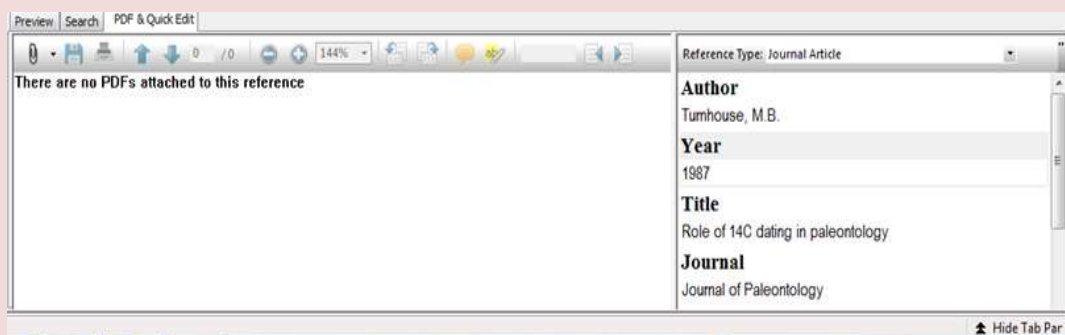 Preview Search PDF & Quick Edit
0 /0 144%
There are no PDFs attached to this reference
Reference Type: Journal Article
Author
Turnhouse, M.B.
Year
1987
Title
Role of 14C dating in paleontology
Journal
Journal of Paleontology
Hide Tab Par